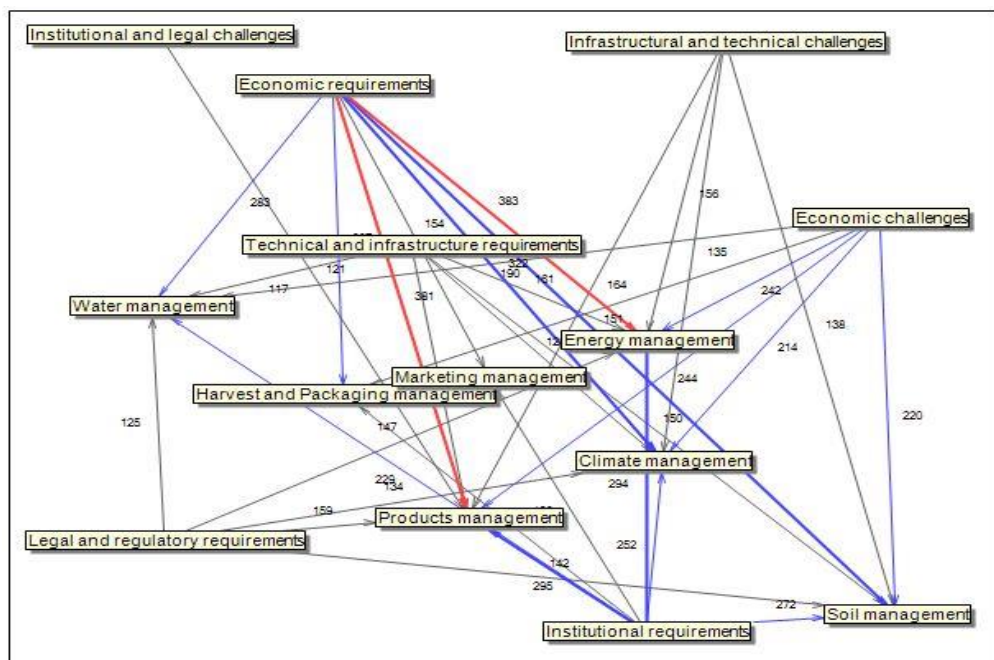 Institutional and legal challenges
Infrastructural and technical challenges
Economic requirements
383
156
283
154
Economic challenges
Technical and infrastructure requirements
135
322
121
190
161
117
164
242
381
Water management
151
138
Energy management
214
Marketing management
244
Harvest and Packaging management
220
125
147
150
Climate management
229
134
294
159
Products management
Legal and regulatory requirements
252
142
295
272
Soil management
Institutional requirements